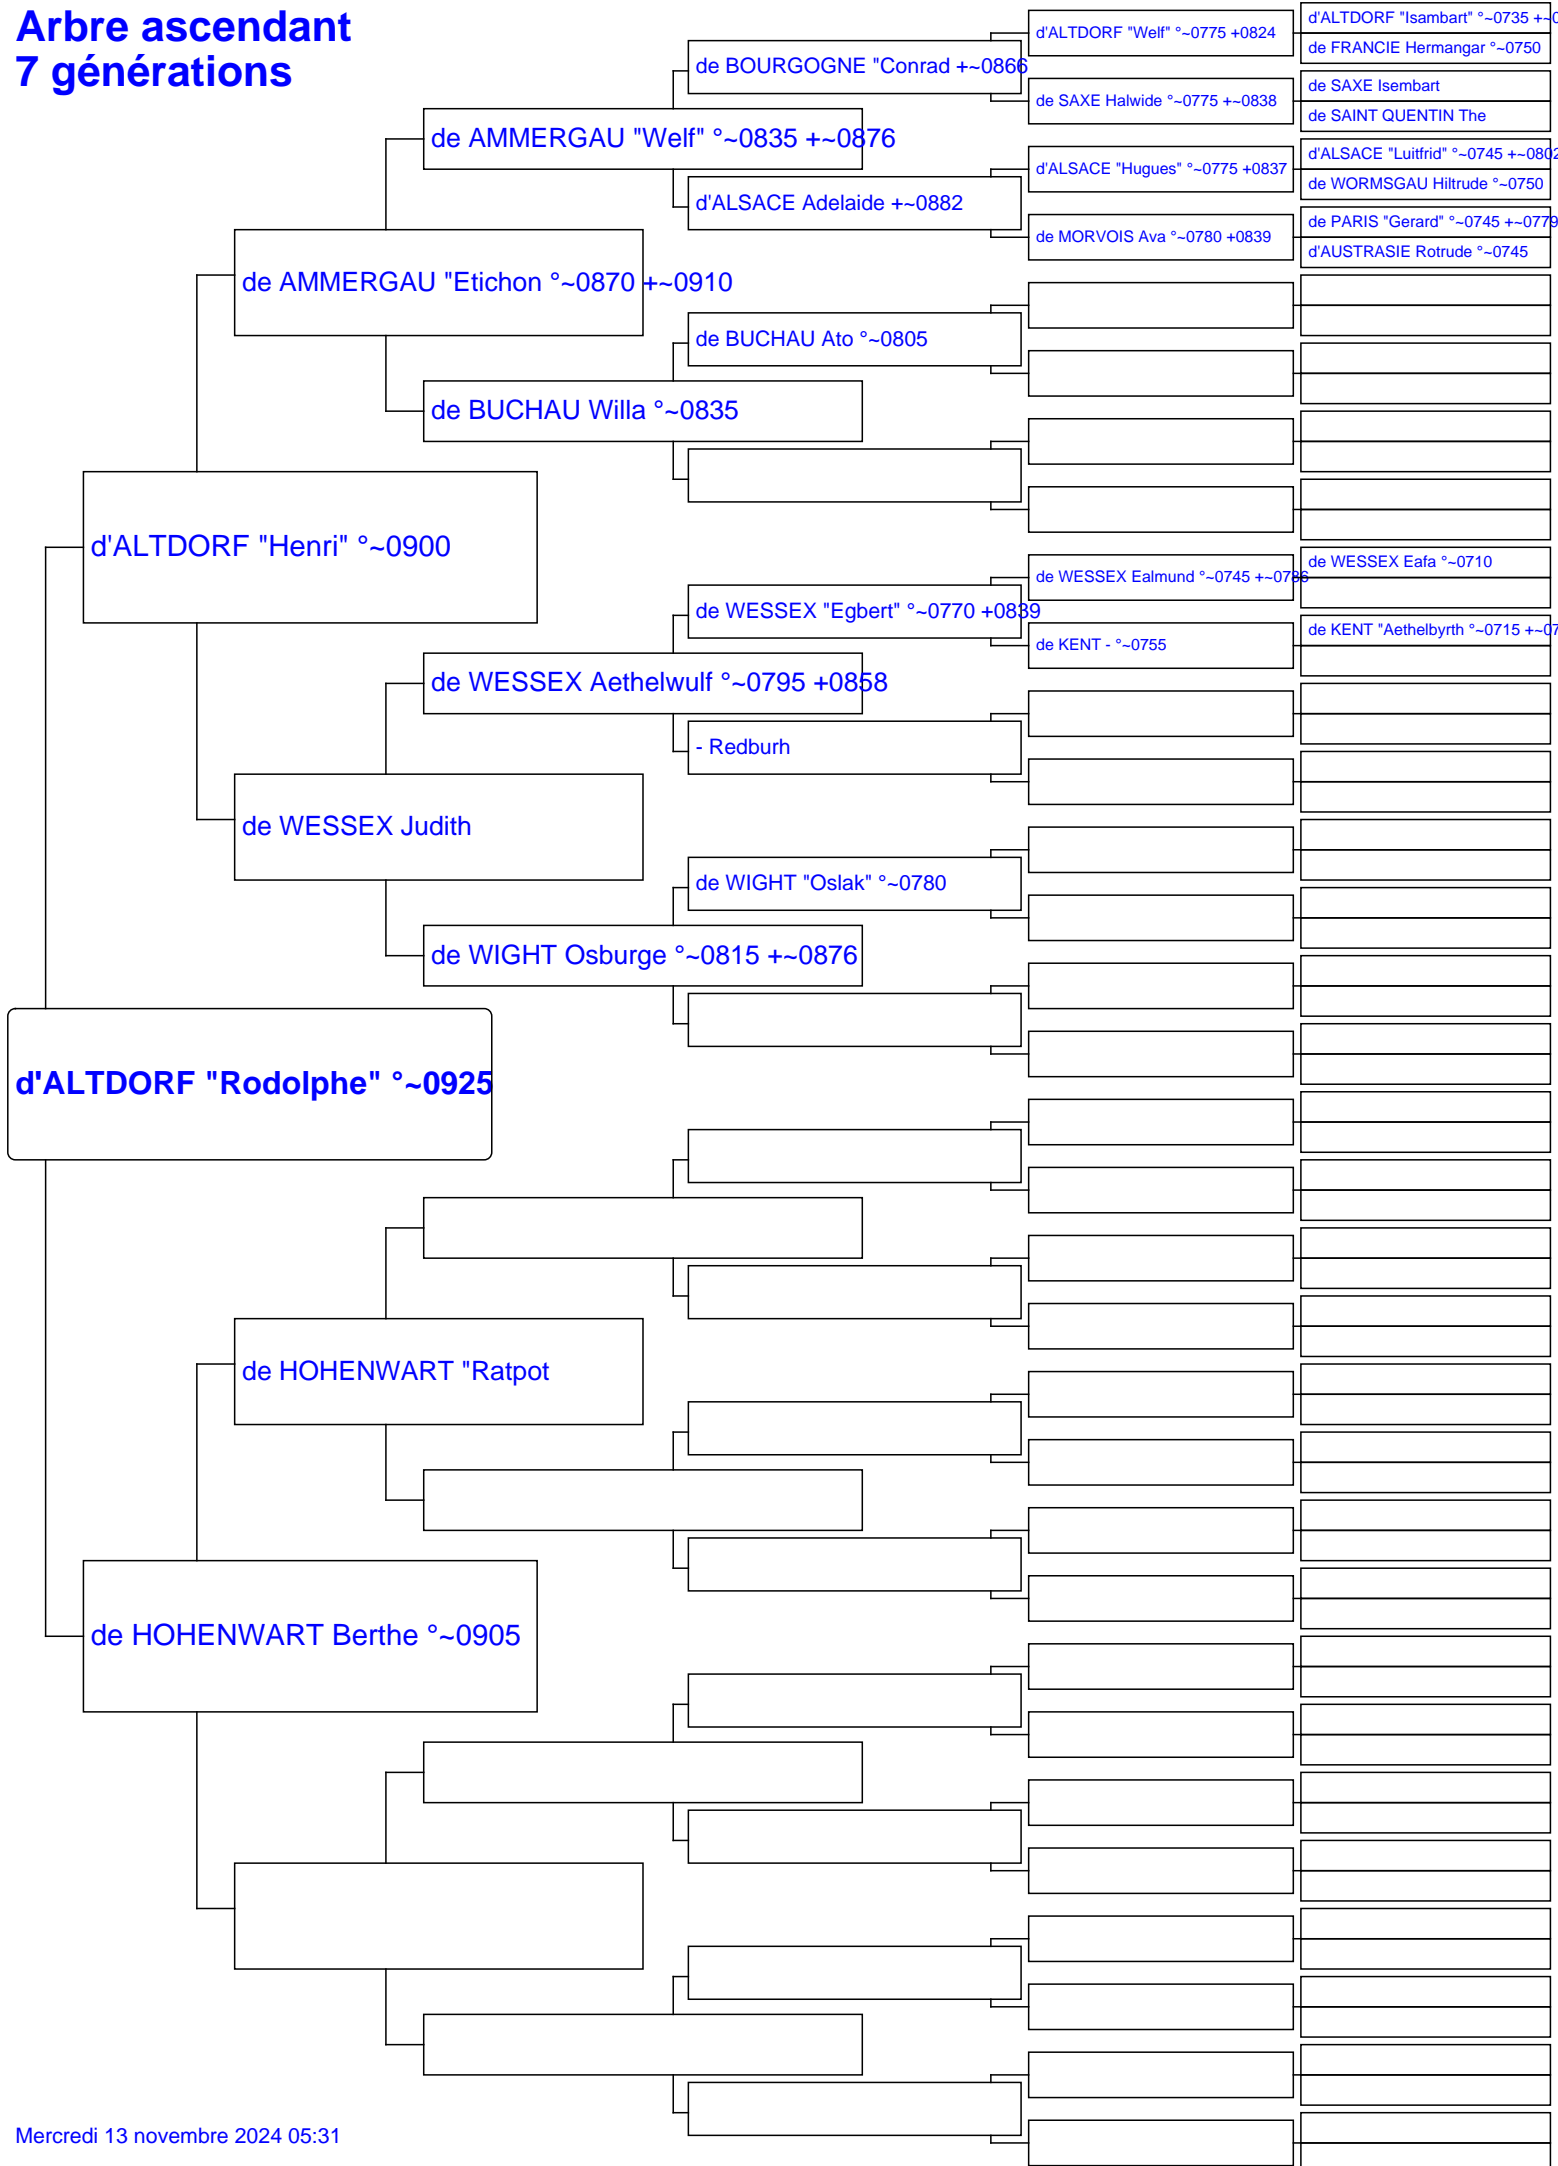 Arbre ascendant
7 générations
d'ALTDORF "Isambart" °~0735 +~0
d'ALTDORF "Welf" °~0775 +0824
de FRANCIE Hermangar °~0750
de BOURGOGNE "Conrad +~0866
de SAXE Isembart
de SAXE Halwide °~0775 +~0838
de SAINT QUENTIN The
de AMMERGAU "Welf" °~0835 +~0876
d'ALSACE "Luitfrid" °~0745 +~0802
d'ALSACE "Hugues" °~0775 +0837
de WORMSGAU Hiltrude °~0750
d'ALSACE Adelaide +~0882
de PARIS "Gerard" °~0745 +~0779
de MORVOIS Ava °~0780 +0839
d'AUSTRASIE Rotrude °~0745
de AMMERGAU "Etichon °~0870 +~0910
de BUCHAU Ato °~0805
de BUCHAU Willa °~0835
d'ALTDORF "Henri" °~0900
de WESSEX Eafa °~0710
de WESSEX Ealmund °~0745 +~0786
de WESSEX "Egbert" °~0770 +0839
de KENT "Aethelbyrth °~0715 +~07
de KENT - °~0755
de WESSEX Aethelwulf °~0795 +0858
- Redburh
de WESSEX Judith
de WIGHT "Oslak" °~0780
de WIGHT Osburge °~0815 +~0876
d'ALTDORF "Rodolphe" °~0925
de HOHENWART "Ratpot
de HOHENWART Berthe °~0905
Mercredi 13 novembre 2024 05:31